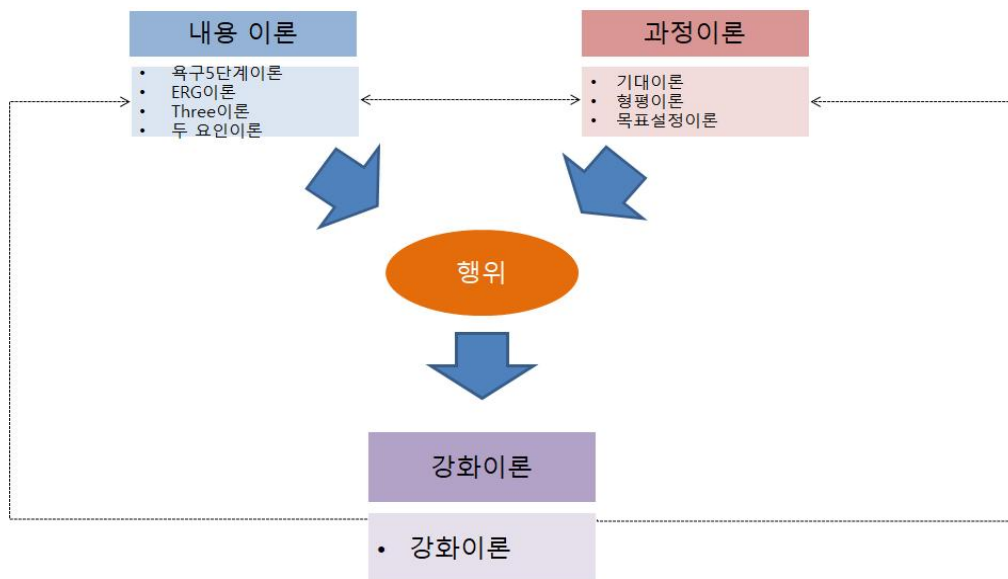 내용 이론
• 욕구5단계이론
• ERG이론
• Three이론
• 두 요인이론
과정이론
• 기대이론
• 형평이론
• 목표설정이론
행위
강화이론
• 강화이론